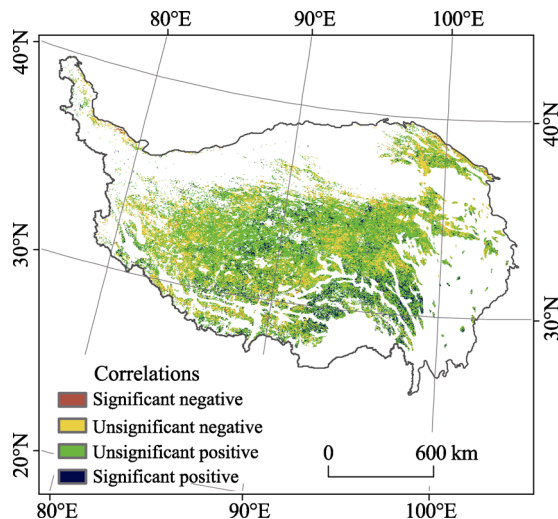 80°E 90°E 100°E
40°N
40°N
30°N
30°N
20°N
Correlations
Significant negative
Unsignificant negative
Unsignificant positive
Significant positive
0 600 km
80°E 90°E 100°E